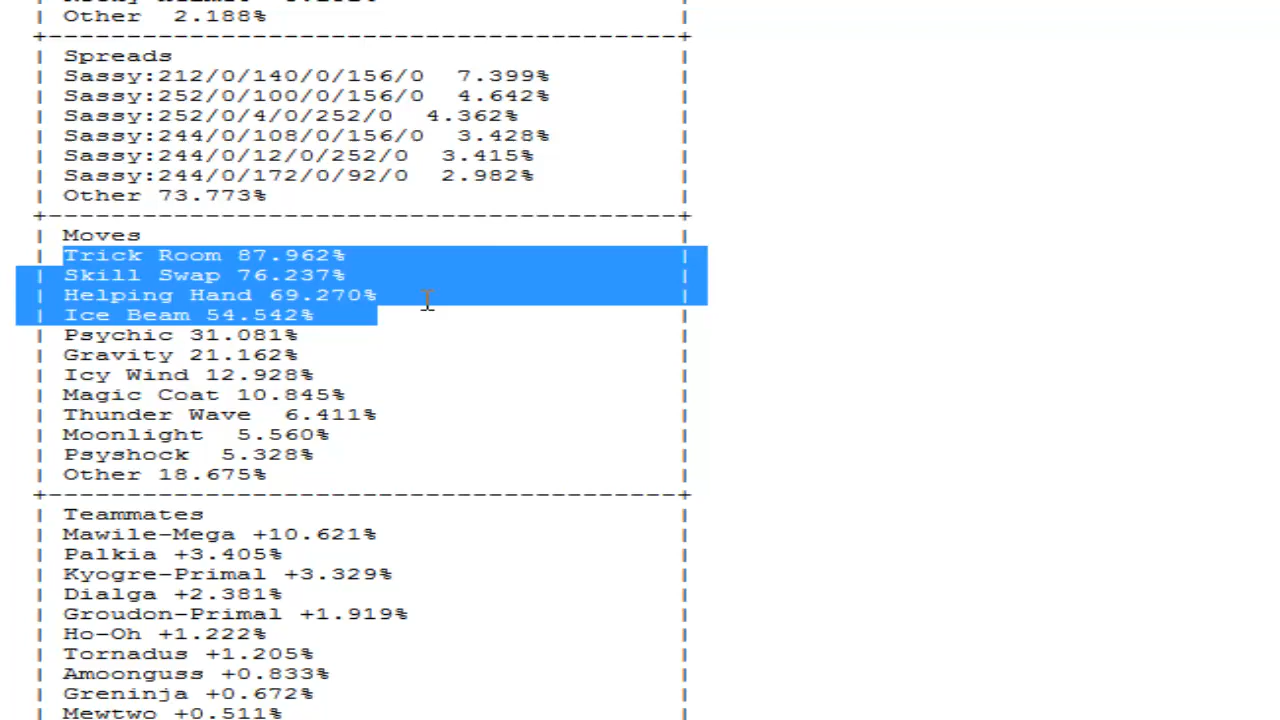 | Other  2.188% |
+----------------------------------------+
| Spreads |
| Sassy:212/0/140/0/156/0  7.399% |
| Sassy:252/0/100/0/156/0  4.642% |
| Sassy:252/0/4/0/252/0  4.362% |
| Sassy:244/0/108/0/156/0  3.428% |
| Sassy:244/0/12/0/252/0  3.415% |
| Sassy:244/0/172/0/92/0  2.982% |
| Other 73.773% |
+----------------------------------------+
| Moves |
| Trick Room 87.962% |
| Skill Swap 76.237% |
| Helping Hand 69.270% |
| Ice Beam 54.542% |
| Psychic 31.081% |
| Gravity 21.162% |
| Icy Wind 12.928% |
| Magic Coat 10.845% |
| Thunder Wave  6.411% |
| Moonlight  5.560% |
| Psyshock  5.328% |
| Other 18.675% |
+----------------------------------------+
| Teammates |
| Mawile-Mega +10.621% |
| Palkia +3.405% |
| Kyogre-Primal +3.329% |
| Dialga +2.381% |
| Groudon-Primal +1.919% |
| Ho-Oh +1.222% |
| Tornadus +1.205% |
| Amoonguss +0.833% |
| Greninja +0.672% |
| Mewtwo +0.511% |